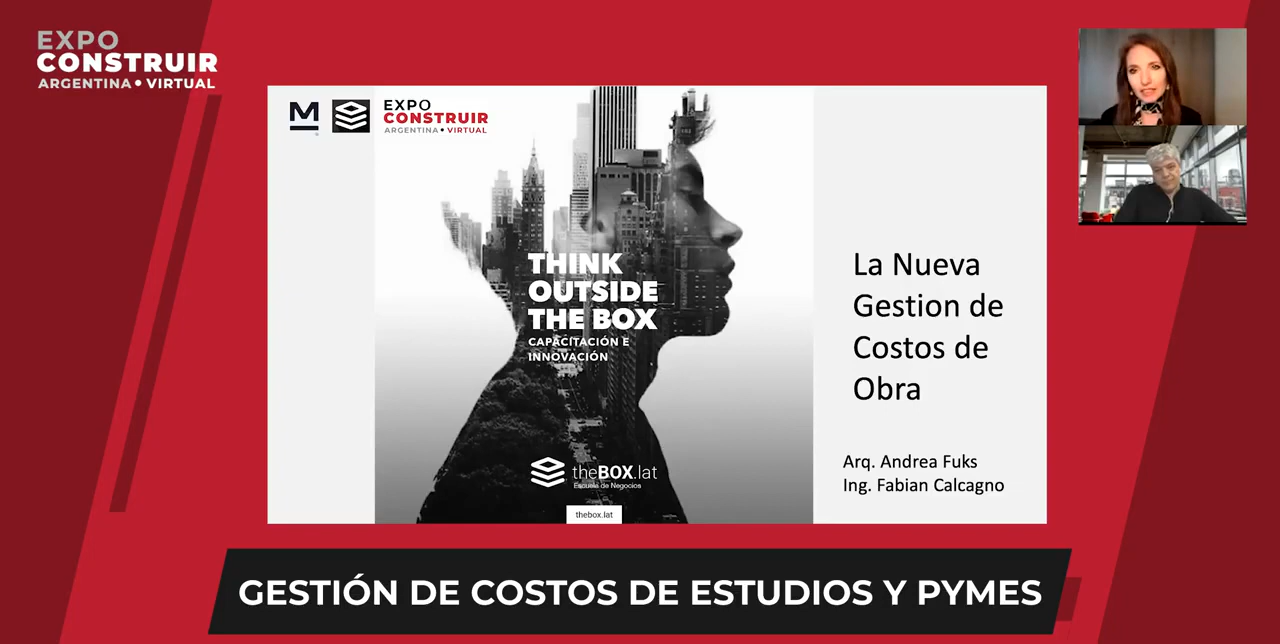 EXPO
CONSTRUIR
ARGENTINA • VIRTUAL
M
EXPO
CONSTRUIR
ARGENTINA • VIRTUAL
THINK
OUTSIDE
THE BOX
CAPACITACIÓN E
INNOVACIÓN
theBOX.lat
Escuela de Negocios
thebox.lat
La Nueva
Gestion de
Costos de
Obra
Arq. Andrea Fuks
Ing. Fabian Calcagno
GESTIÓN DE COSTOS DE ESTUDIOS Y PYMES